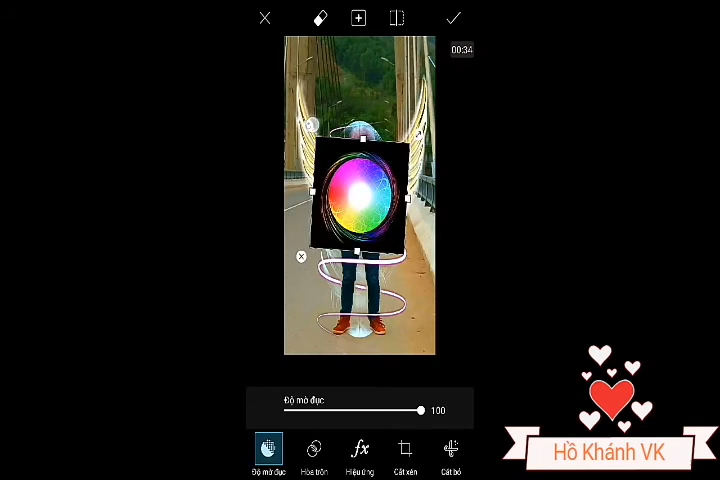 00:34
Độ mờ đục
100
Độ mờ đục
Hòa trộn
Hiệu ứng
Cắt xén
Cắt bỏ
Hồ Khánh VK